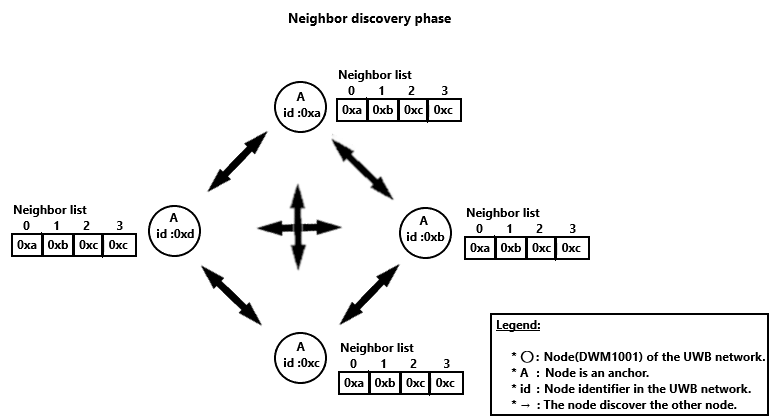 Neighbor discovery phase
Neighbor list
0 1 2 3
0xa 0xb 0xc 0xc
A
id :0xa
Neighbor list
0 1 2 3
0xa 0xb 0xc 0xc
A
id :0xd
A
id :0xb
Neighbor list
0 1 2 3
0xa 0xb 0xc 0xc
A
id :0xc
Neighbor list
0 1 2 3
0xa 0xb 0xc 0xc
Legend:
* ◯ : Node(DWM1001) of the UWB network.
* A : Node is an anchor.
* id : Node identifier in the UWB network.
* → : The node discover the other node.